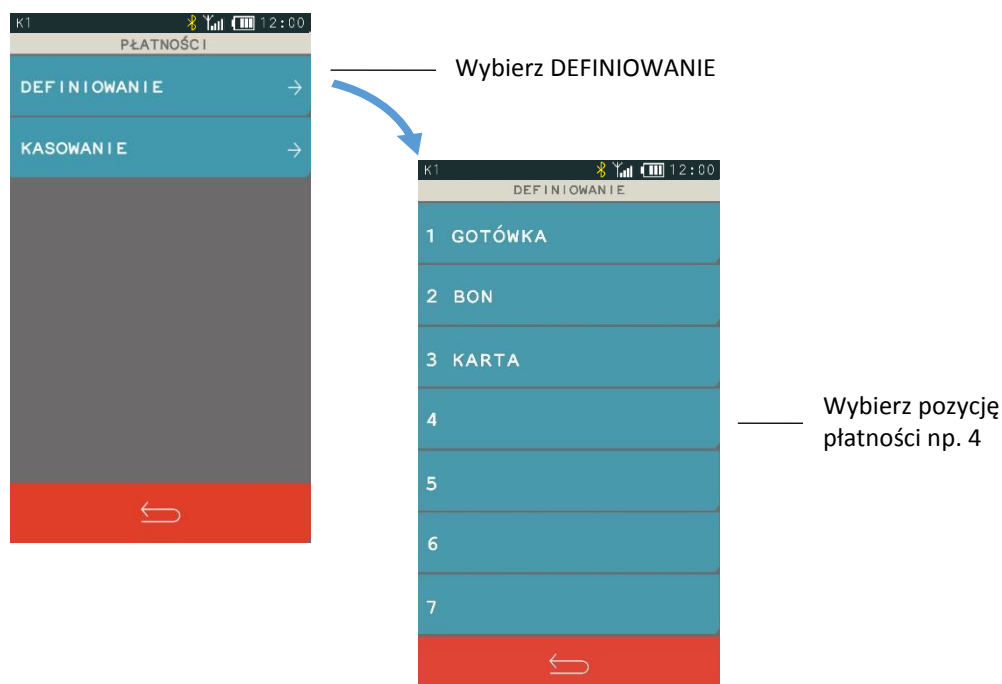 K1 12:00
PŁATNOŚCI
DEFINIOWANIE
KASOWANIE
Wybierz DEFINIOWANIE
K1 12:00
DEFINIOWANIE
1 GOTÓWKA
2 BON
3 KARTA
4
5
6
7
Wybierz pozycję
płatności np. 4